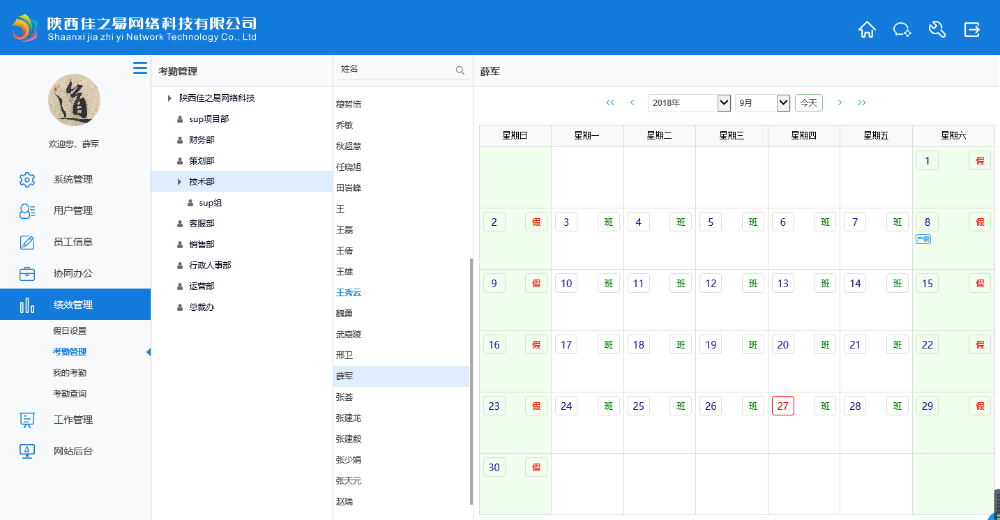 陕西佳之易网络科技有限公司
Shaanxi jia zhi yi Network Technology Co., Ltd
道
欢迎您，薛军
系统管理
用户管理
员工信息
协同办公
绩效管理
假日设置
考勤管理
我的考勤
考勤查询
工作管理
网站后台
考勤管理
陕西佳之易网络科技
sup项目部
财务部
策划部
技术部
sup组
客服部
销售部
行政人事部
运营部
总裁办
姓名
穆哲浩
乔敏
秋超慧
任晓旭
田岩峰
王
王磊
王倩
王雄
王秀云
魏勇
武嘉陵
邢卫
薛军
张荟
张建龙
张建毅
张少娟
张天元
赵瑞
薛军
<< < 2018年 9月 今天 > >>
星期日 星期一 星期二 星期三 星期四 星期五 星期六
1 假
2 假 3 班 4 班 5 班 6 班 7 班 8 假
产假
9 假 10 班 11 班 12 班 13 班 14 班 15 假
16 假 17 班 18 班 19 班 20 班 21 班 22 假
23 假 24 班 25 班 26 班 27 班 28 班 29 假
30 假